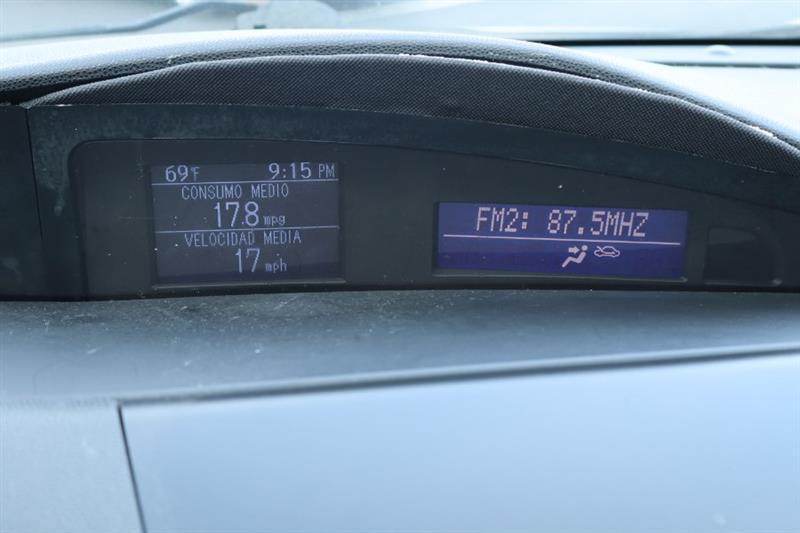 69°F 9:15 PM
CONSUMO MEDIO
17.8 mpg
VELOCIDAD MEDIA
17 mph
FM2: 87.5MHZ